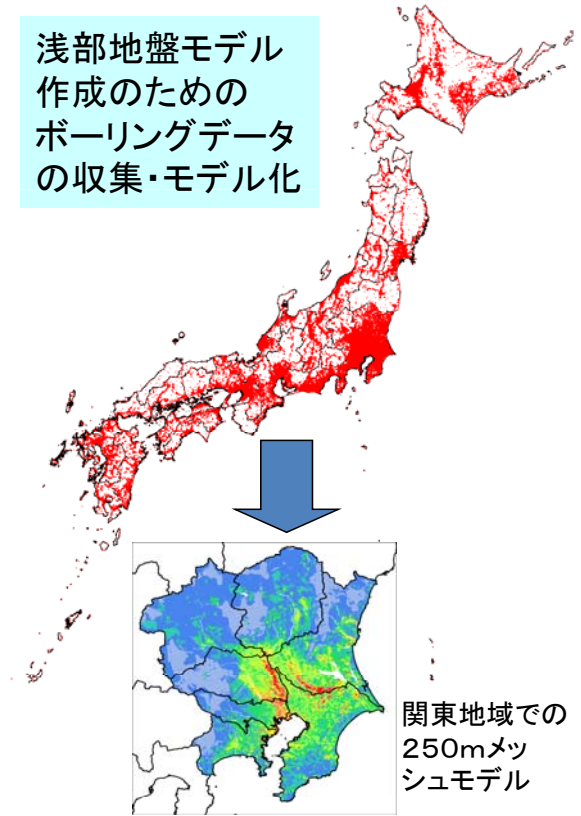 浅部地盤モデル
作成のための
ボーリングデータ
の収集・モデル化
関東地域での
250mメッ
シュモデル